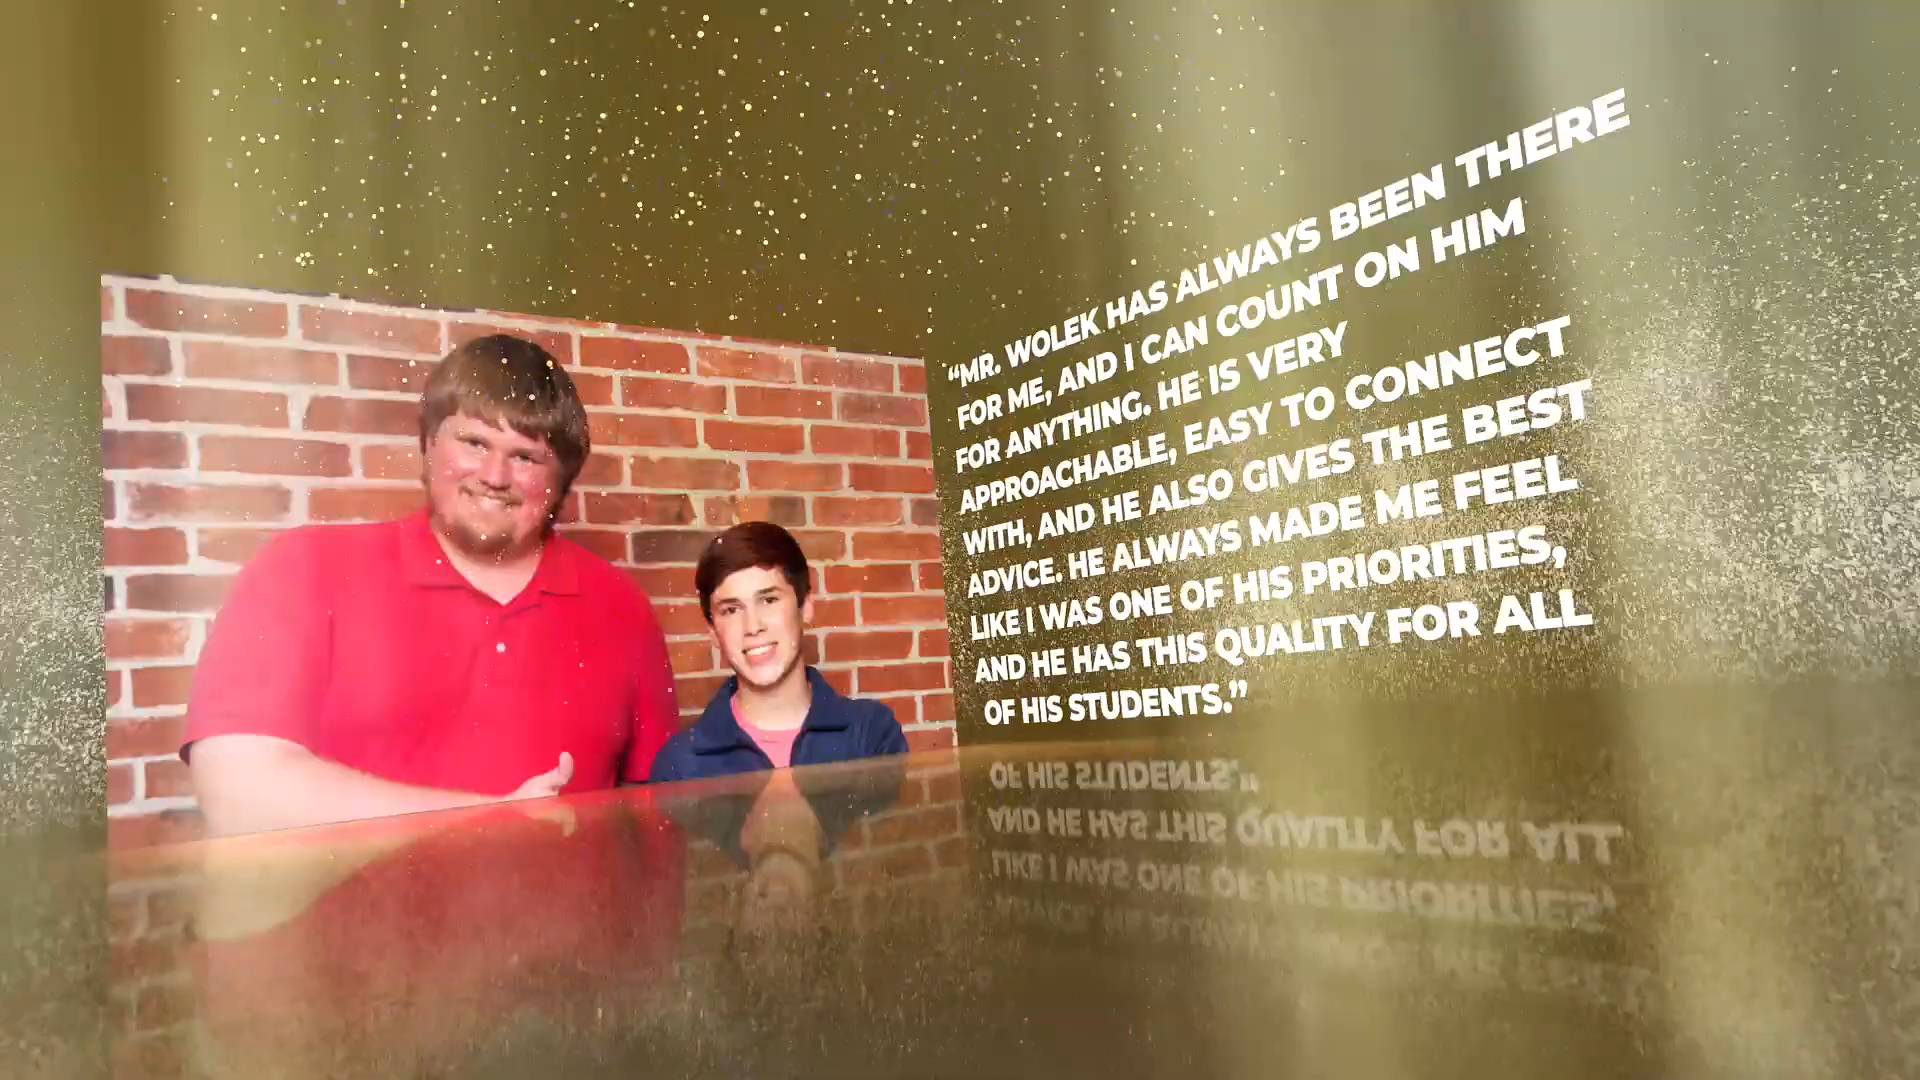 “MR. WOLEK HAS ALWAYS BEEN THERE
FOR ME, AND I CAN COUNT ON HIM
FOR ANYTHING. HE IS VERY
APPROACHABLE, EASY TO CONNECT
WITH, AND HE ALSO GIVES THE BEST
ADVICE. HE ALWAYS MADE ME FEEL
LIKE I WAS ONE OF HIS PRIORITIES,
AND HE HAS THIS QUALITY FOR ALL
OF HIS STUDENTS.”